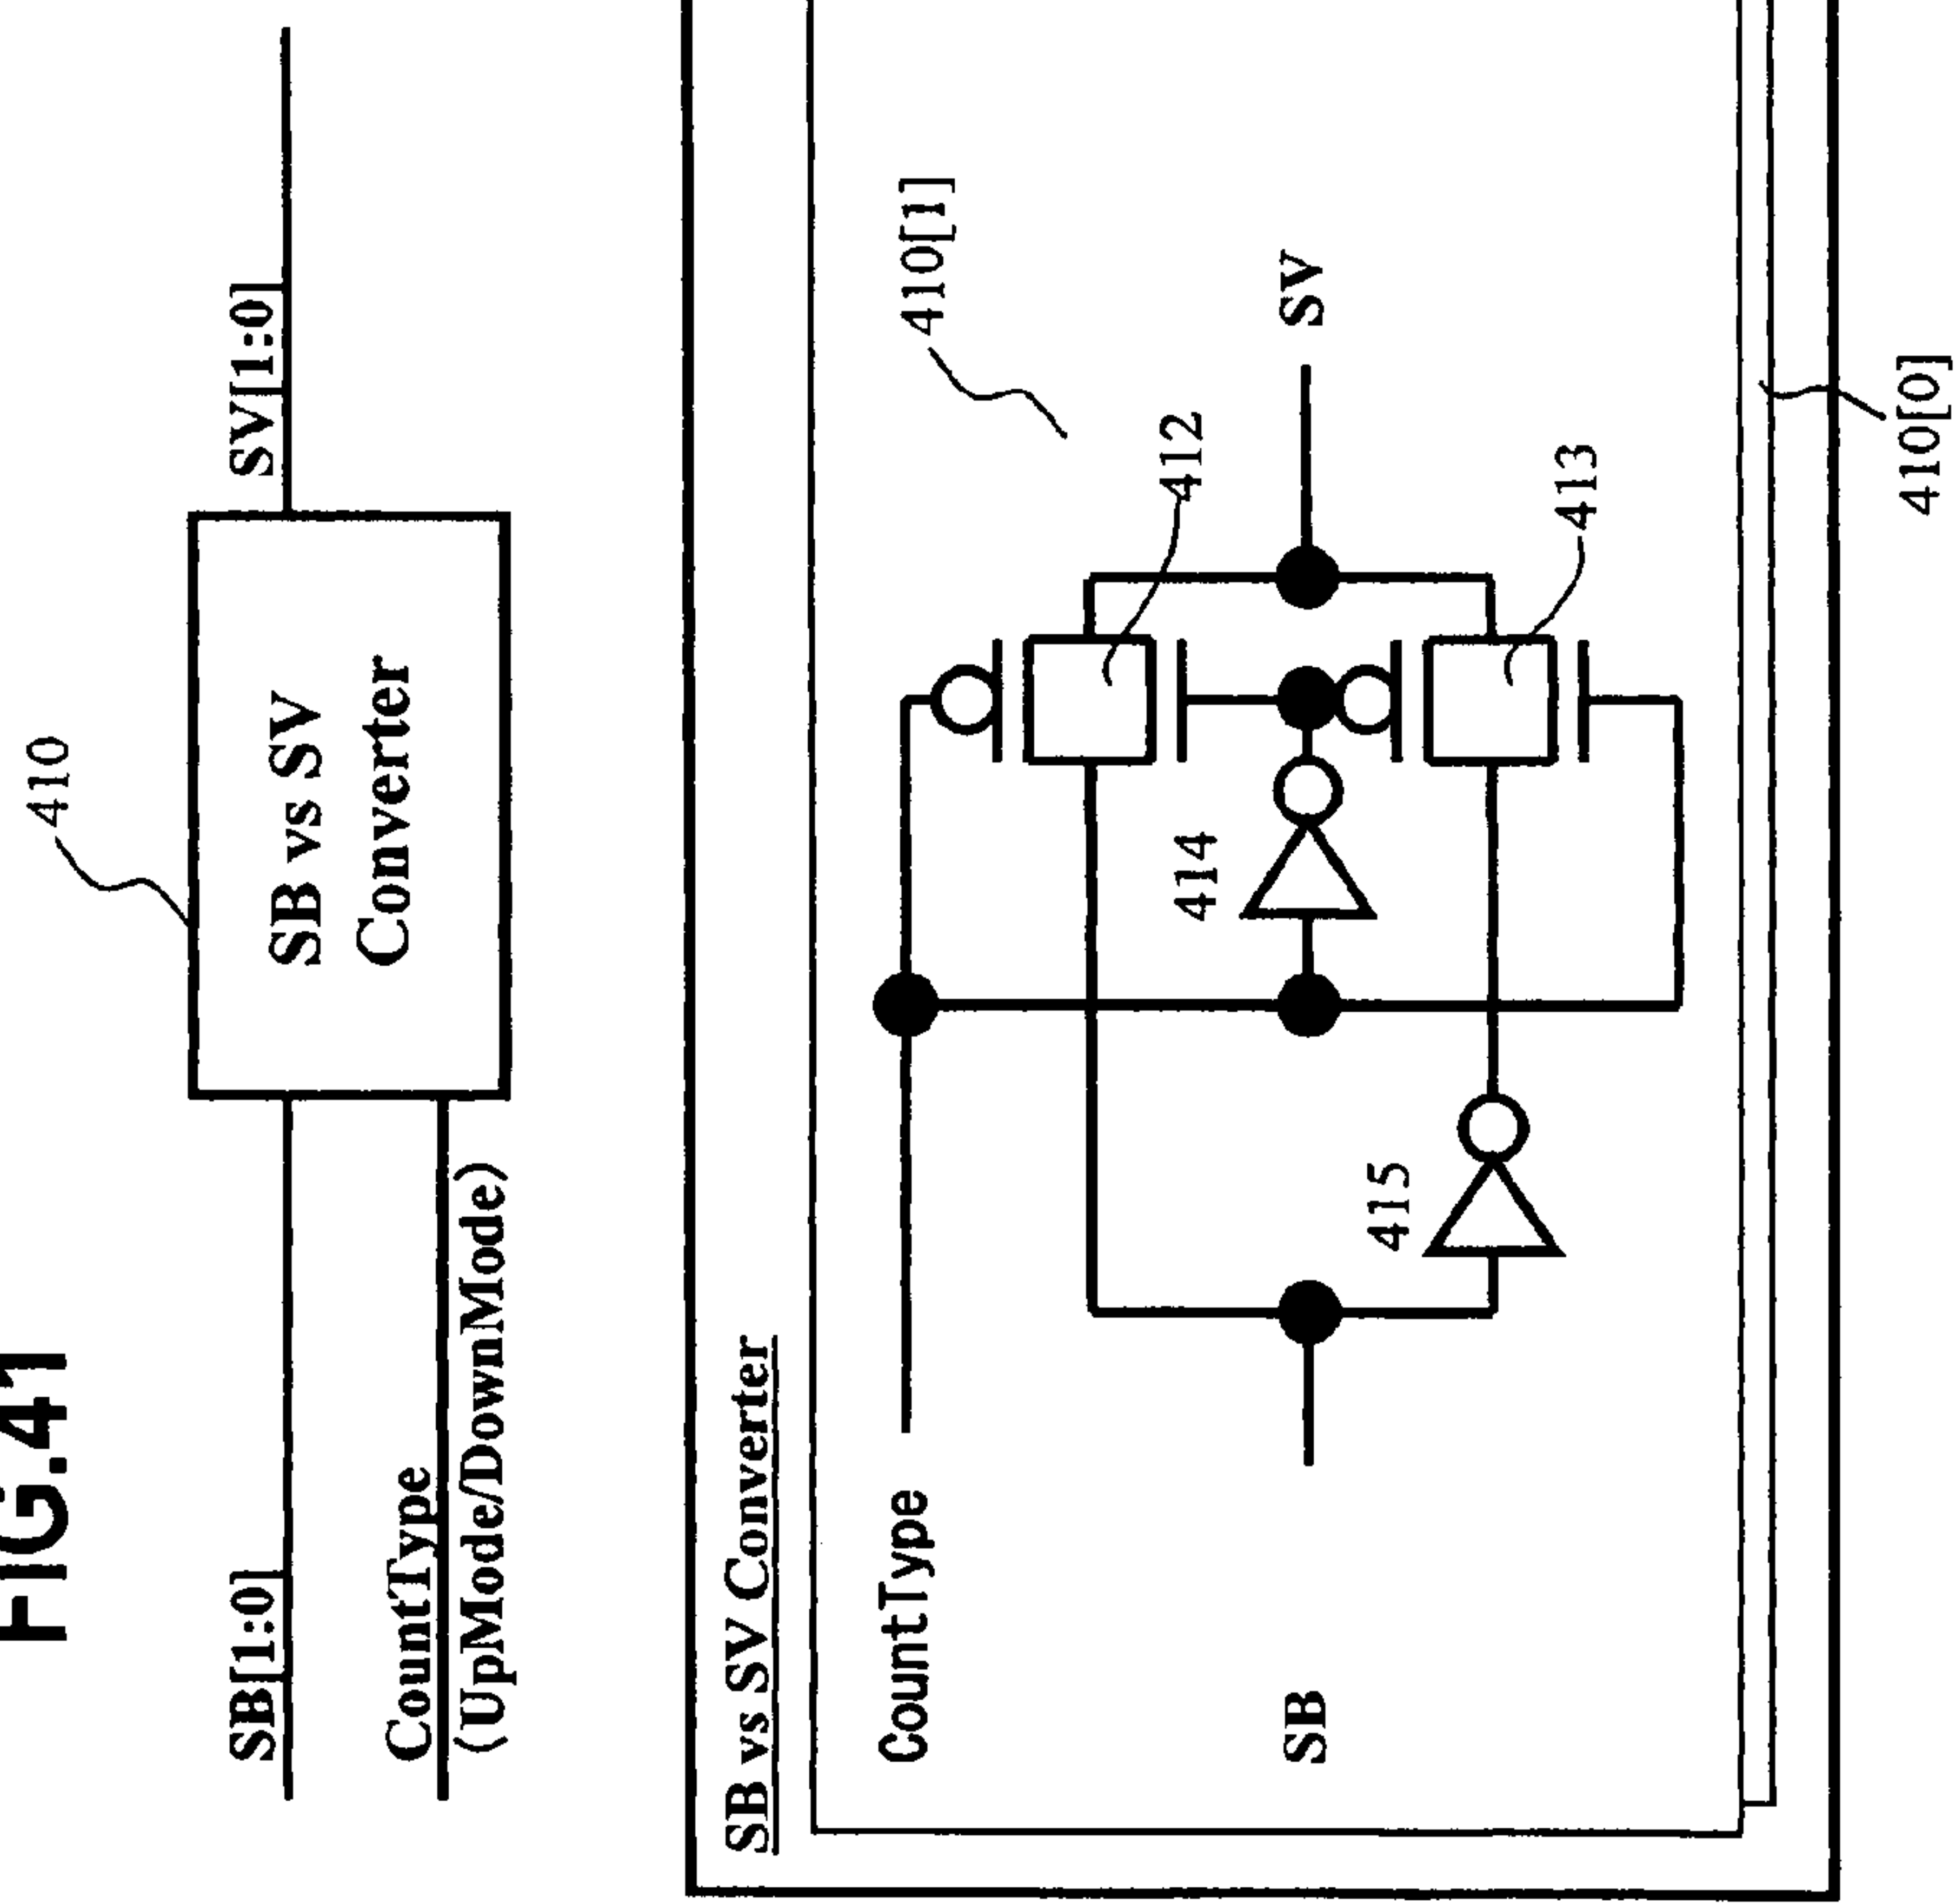 FIG.41
410
SB[1:0]
SB vs SV
Converter
SV[1:0]
CountType
(UpMode/DownMode)
SB vs SV Converter
CountType
410[1]
412
414
SB
SV
415
413
410[0]